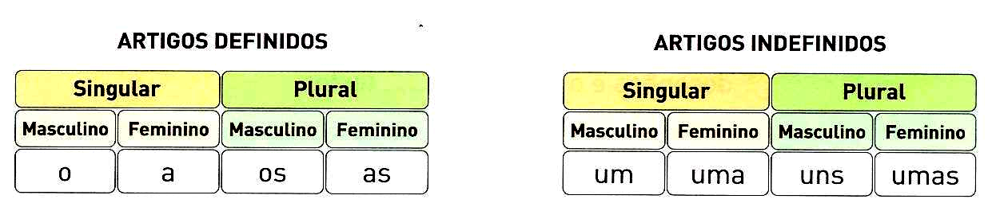 ARTIGOS DEFINIDOS
Singular Plural
Masculino Feminino Masculino Feminino
o a os as
ARTIGOS INDEFINIDOS
Singular Plural
Masculino Feminino Masculino Feminino
um uma uns umas